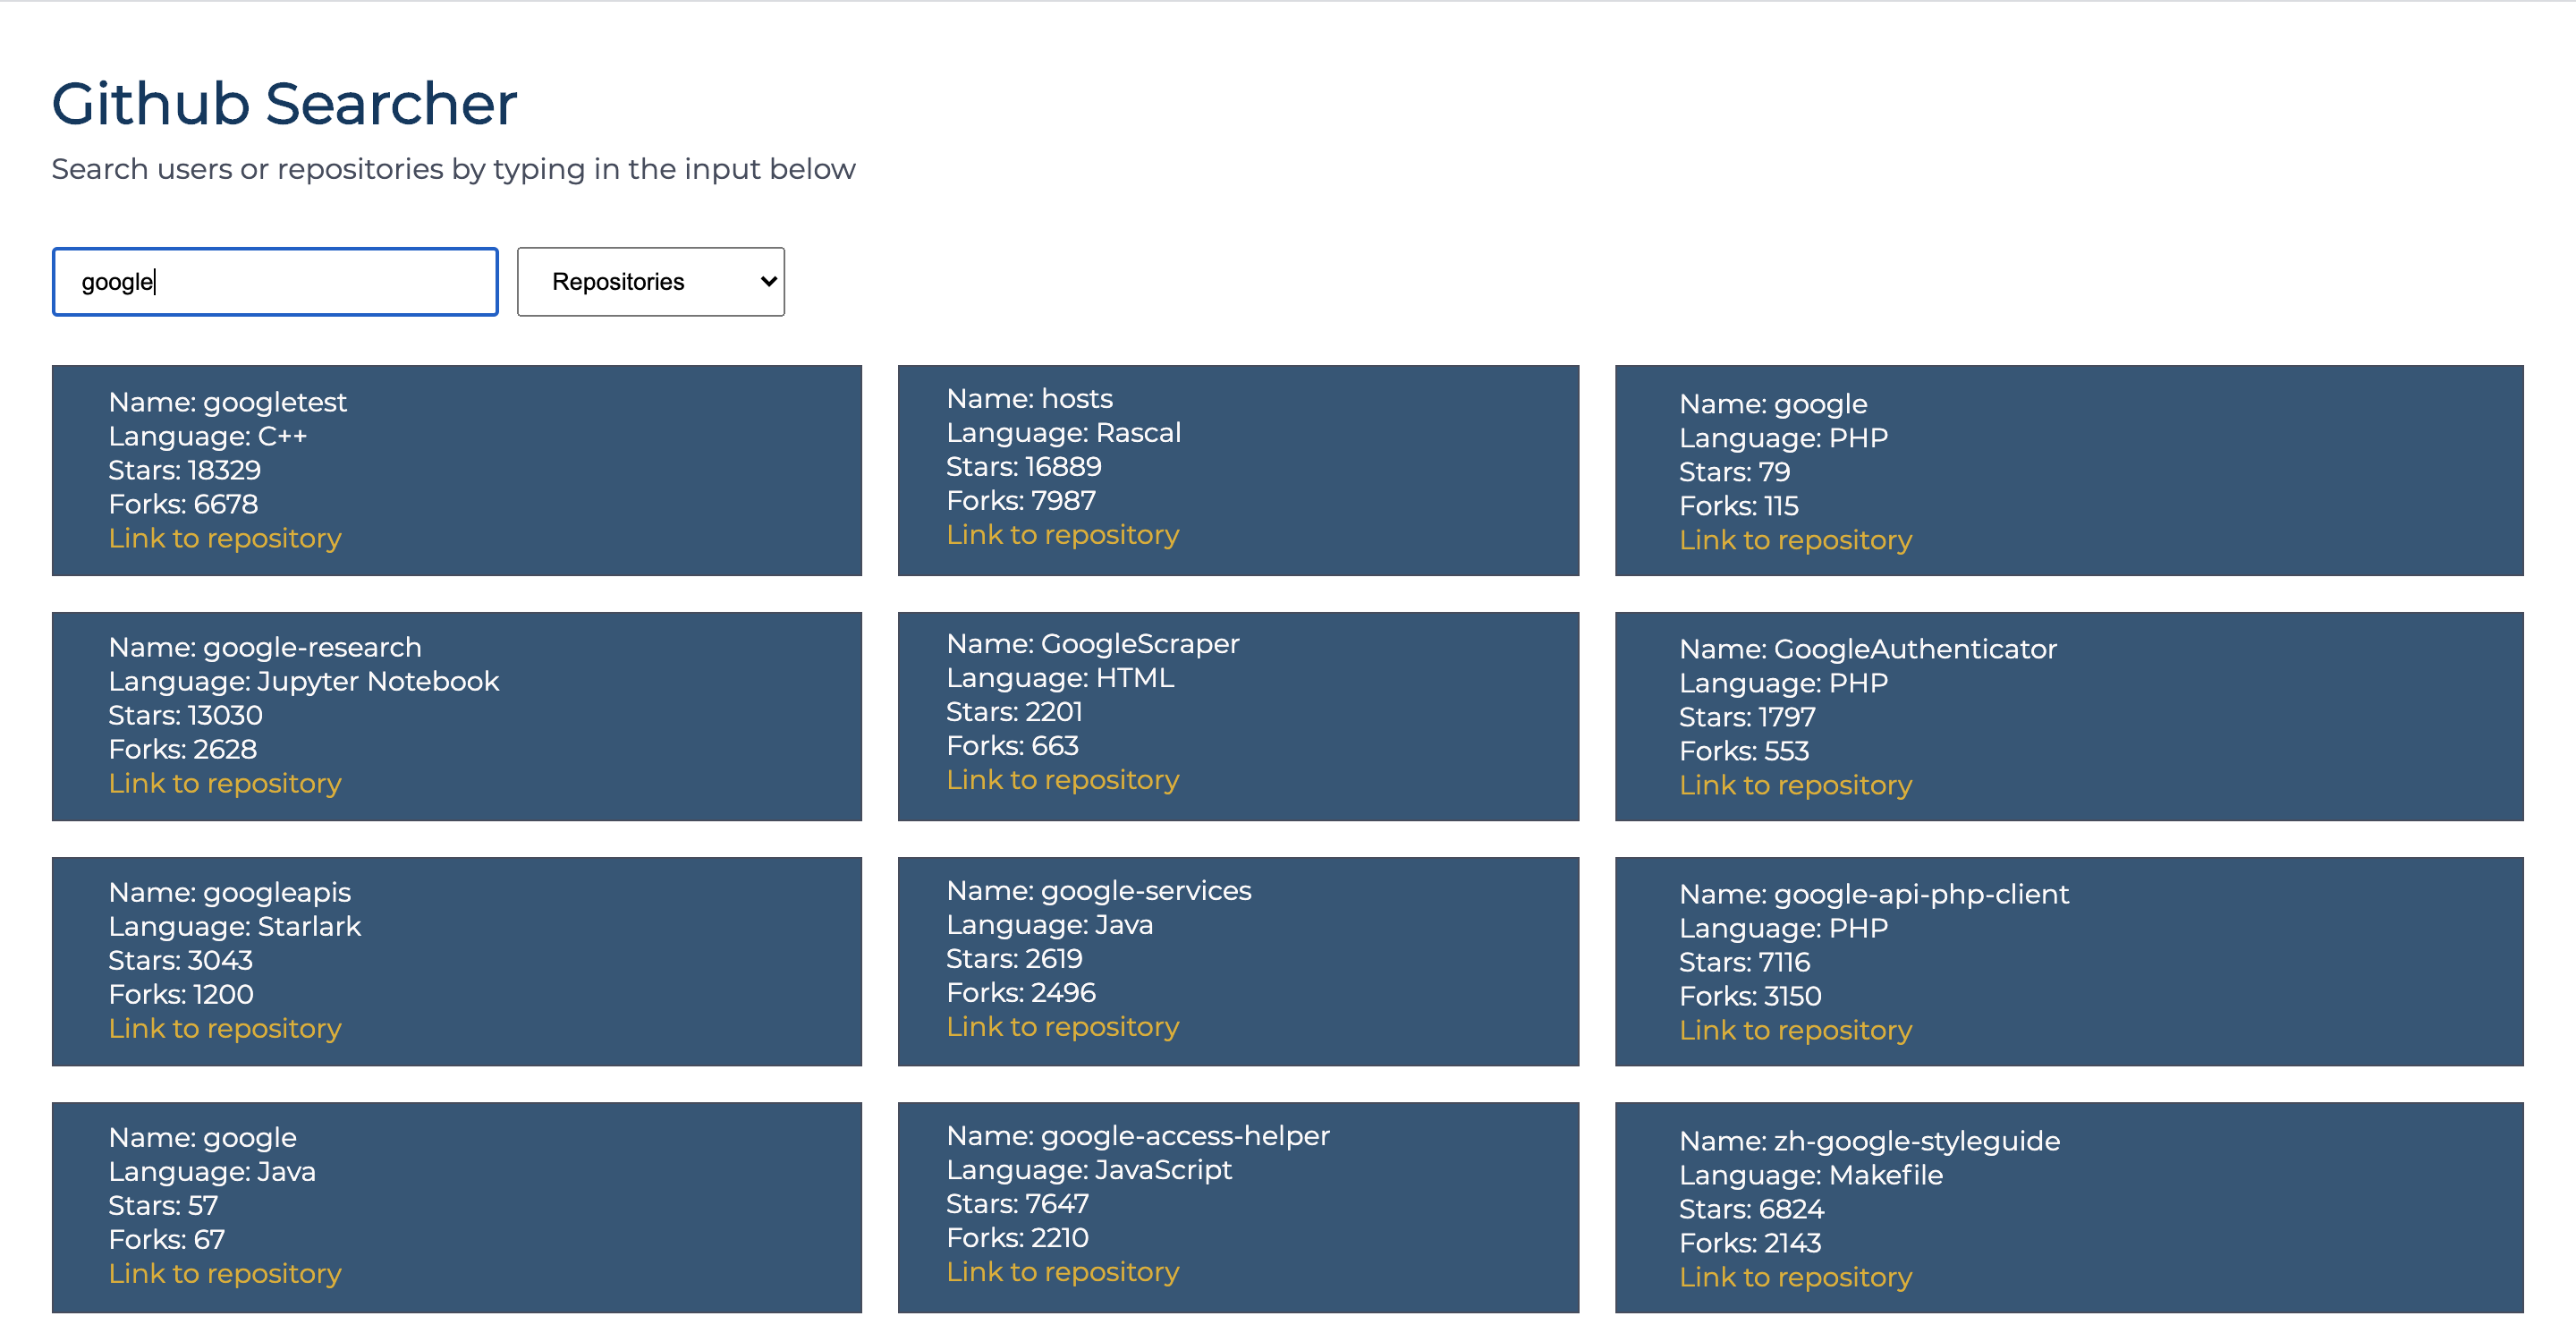 Github Searcher
Search users or repositories by typing in the input below
google
Repositories
Name: googletest
Language: C++
Stars: 18329
Forks: 6678
Link to repository
Name: hosts
Language: Rascal
Stars: 16889
Forks: 7987
Link to repository
Name: google
Language: PHP
Stars: 79
Forks: 115
Link to repository
Name: google-research
Language: Jupyter Notebook
Stars: 13030
Forks: 2628
Link to repository
Name: GoogleScraper
Language: HTML
Stars: 2201
Forks: 663
Link to repository
Name: GoogleAuthenticator
Language: PHP
Stars: 1797
Forks: 553
Link to repository
Name: googleapis
Language: Starlark
Stars: 3043
Forks: 1200
Link to repository
Name: google-services
Language: Java
Stars: 2619
Forks: 2496
Link to repository
Name: google-api-php-client
Language: PHP
Stars: 7116
Forks: 3150
Link to repository
Name: google
Language: Java
Stars: 57
Forks: 67
Link to repository
Name: google-access-helper
Language: JavaScript
Stars: 7647
Forks: 2210
Link to repository
Name: zh-google-styleguide
Language: Makefile
Stars: 6824
Forks: 2143
Link to repository